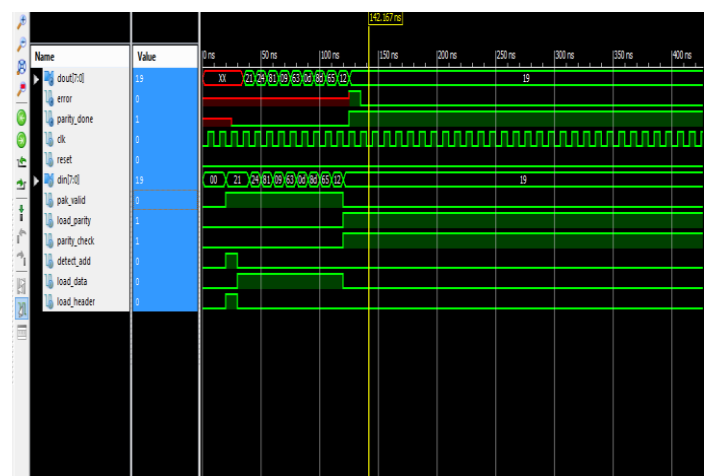 142.167 ns
Name Value 0 ns 50 ns 100 ns 150 ns 200 ns 250 ns 300 ns 350 ns 400 ns
dout[7:0] 19 XX 21 24 81 09 63 0d 8d 65 12 19
error 0
parity_done 1
clk 0
reset 0
din[7:0] 19 00 21 24 81 09 63 0d 8d 65 12 19
pak_valid 0
load_parity 1
parity_check 1
detect_add 0
load_data 0
load_header 0